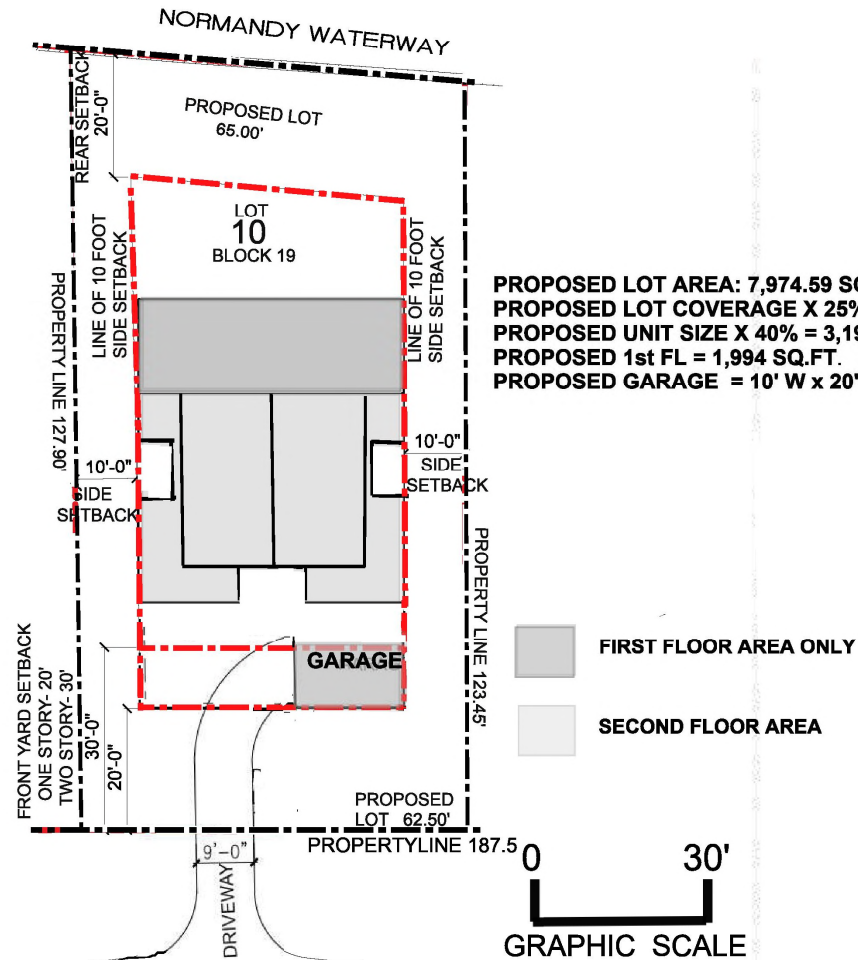 NORMANDY WATERWAY
REAR SETBACK
20'-0"
PROPOSED LOT
65.00'
LOT
10
BLOCK 19
LINE OF 10 FOOT
SIDE SETBACK
LINE OF 10 FOOT
SIDE SETBACK
PROPERTY LINE 127.90'
PROPOSED LOT AREA: 7,974.59 SQ
PROPOSED LOT COVERAGE X 25%
PROPOSED UNIT SIZE X 40% = 3,19
PROPOSED 1st FL = 1,994 SQ.FT.
PROPOSED GARAGE = 10' W x 20'
10'-0"
SIDE
SETBACK
10'-0"
SIDE
SETBACK
PROPERTY LINE 123.45'
FRONT YARD SETBACK
ONE STORY- 20'
TWO STORY- 30'
30'-0"
20'-0"
GARAGE
FIRST FLOOR AREA ONLY
SECOND FLOOR AREA
PROPOSED
LOT 62.50'
PROPERTYLINE 187.5
9'-0"
DRIVEWAY
0 30'
GRAPHIC SCALE